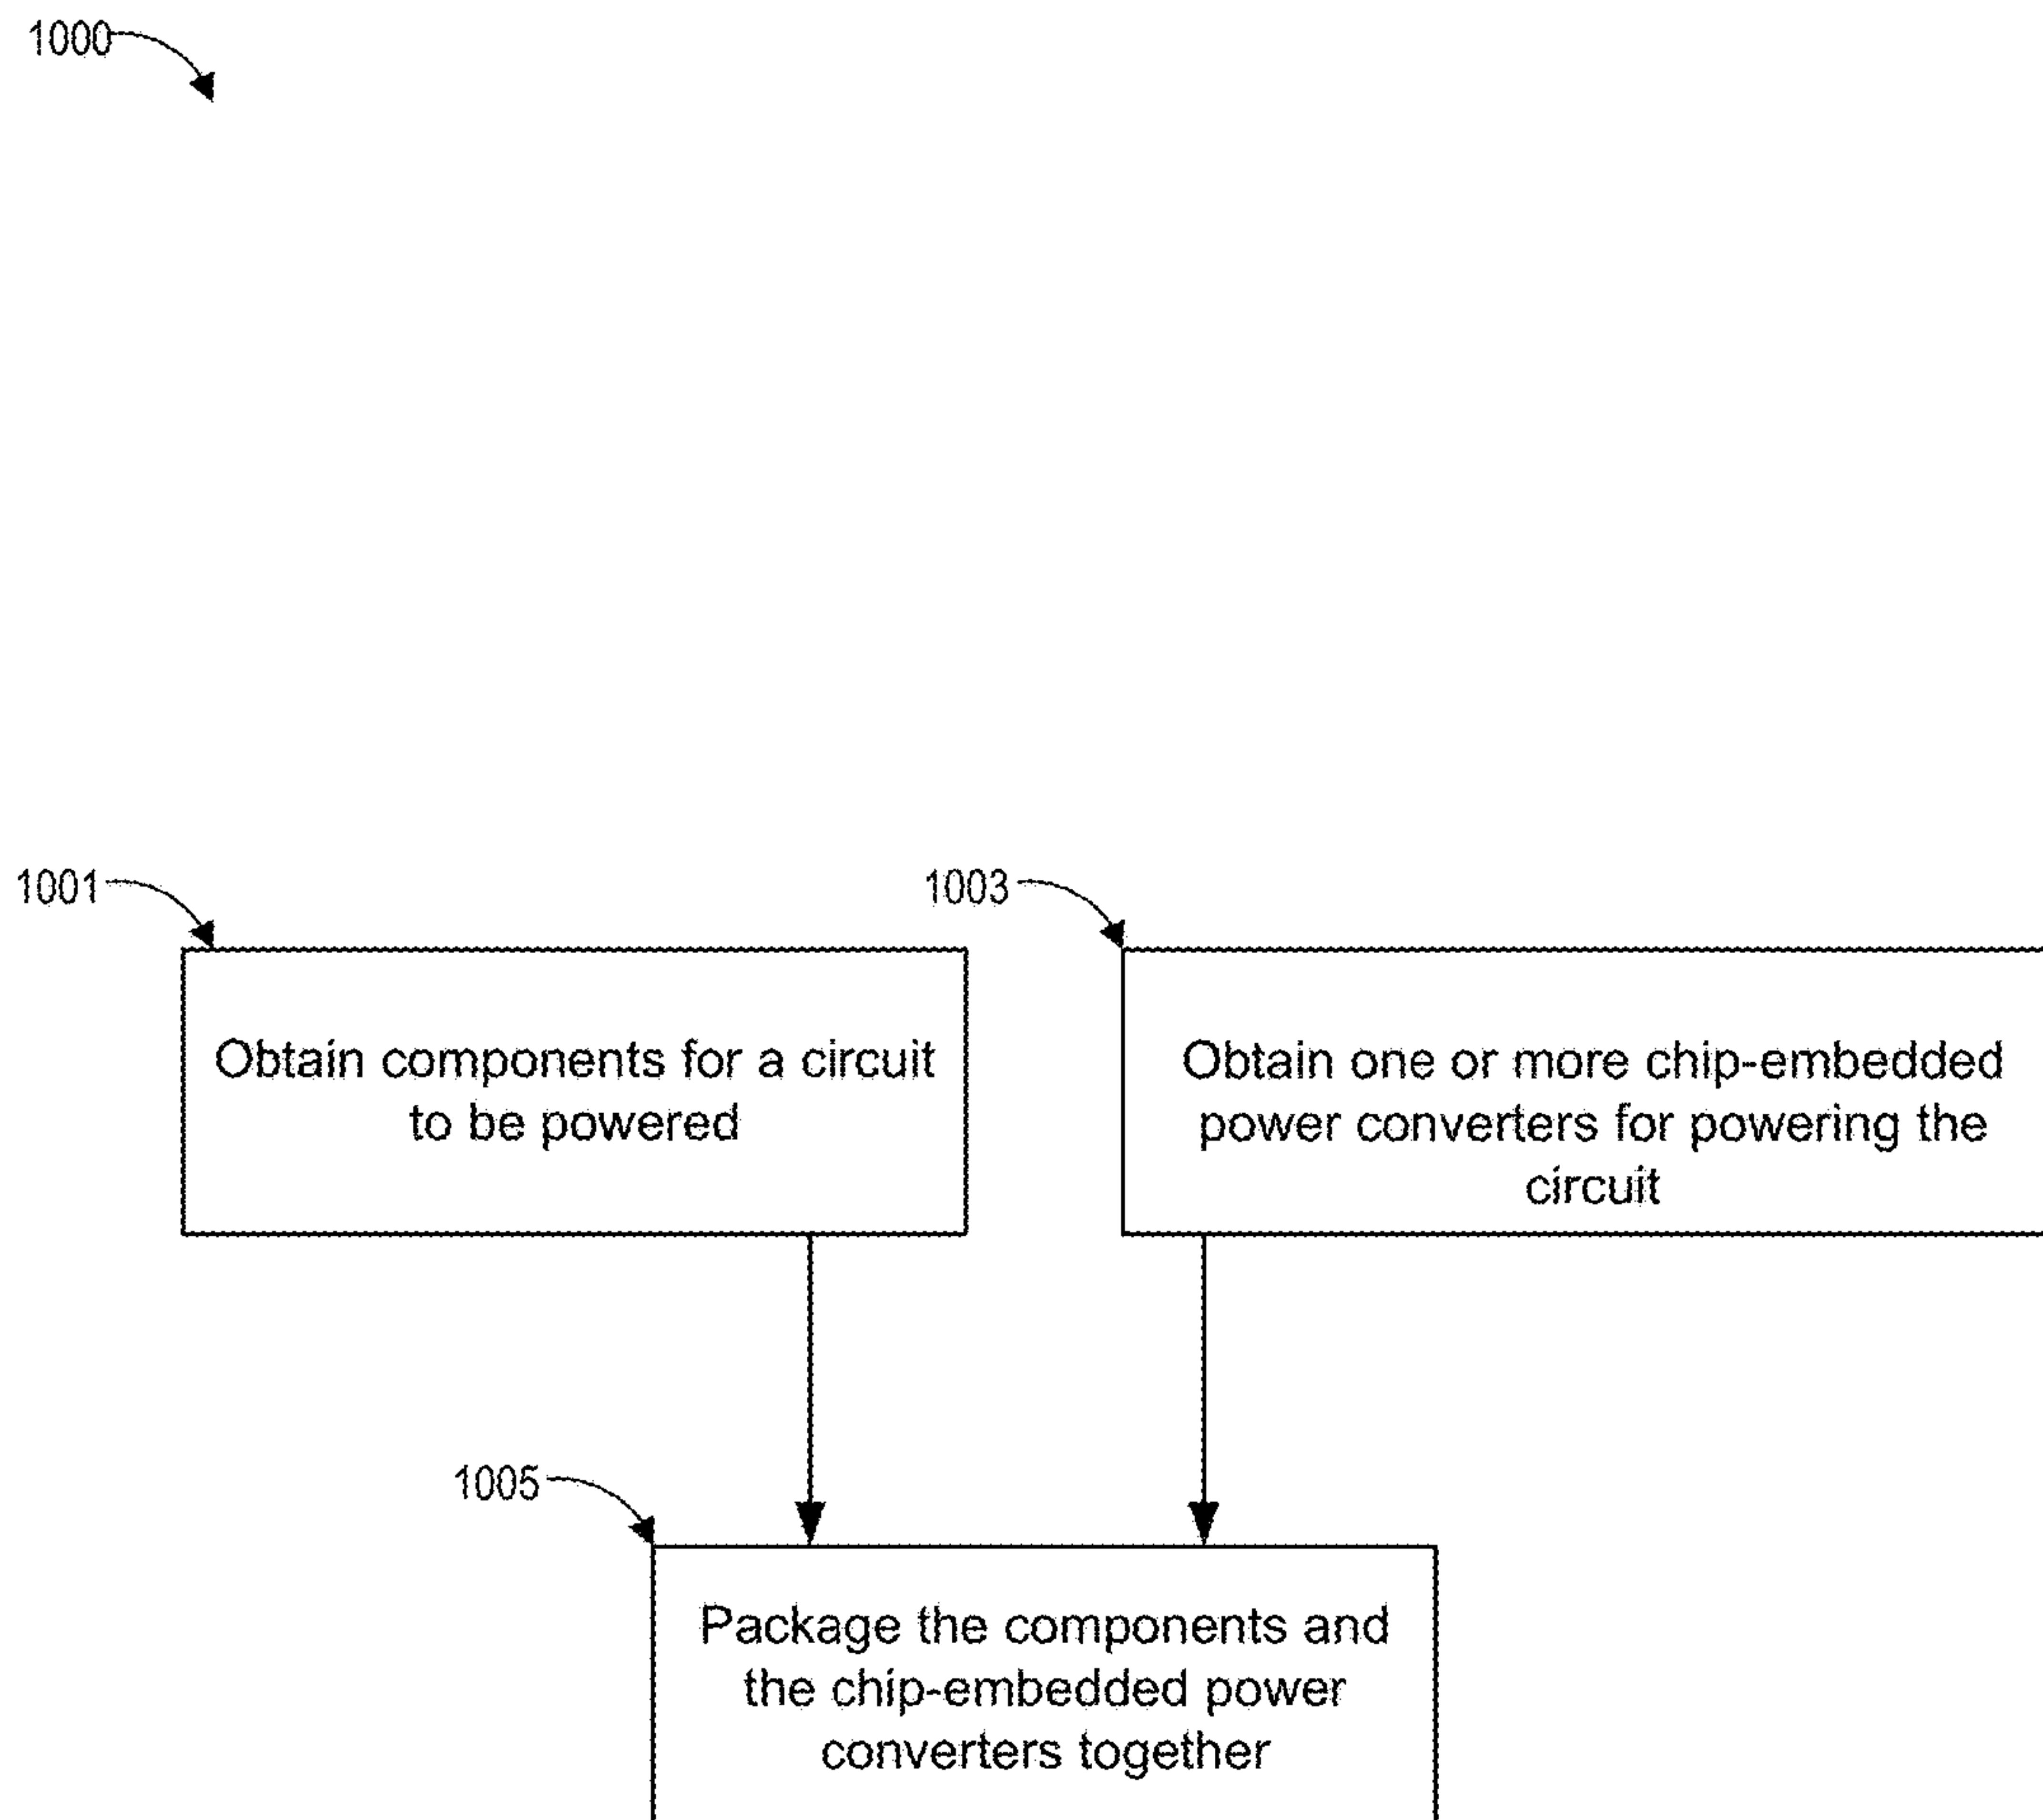 1000
1001
Obtain components for a circuit
to be powered
1003
Obtain one or more chip-embedded
power converters for powering the
circuit
1005
Package the components and
the chip-embedded power
converters together